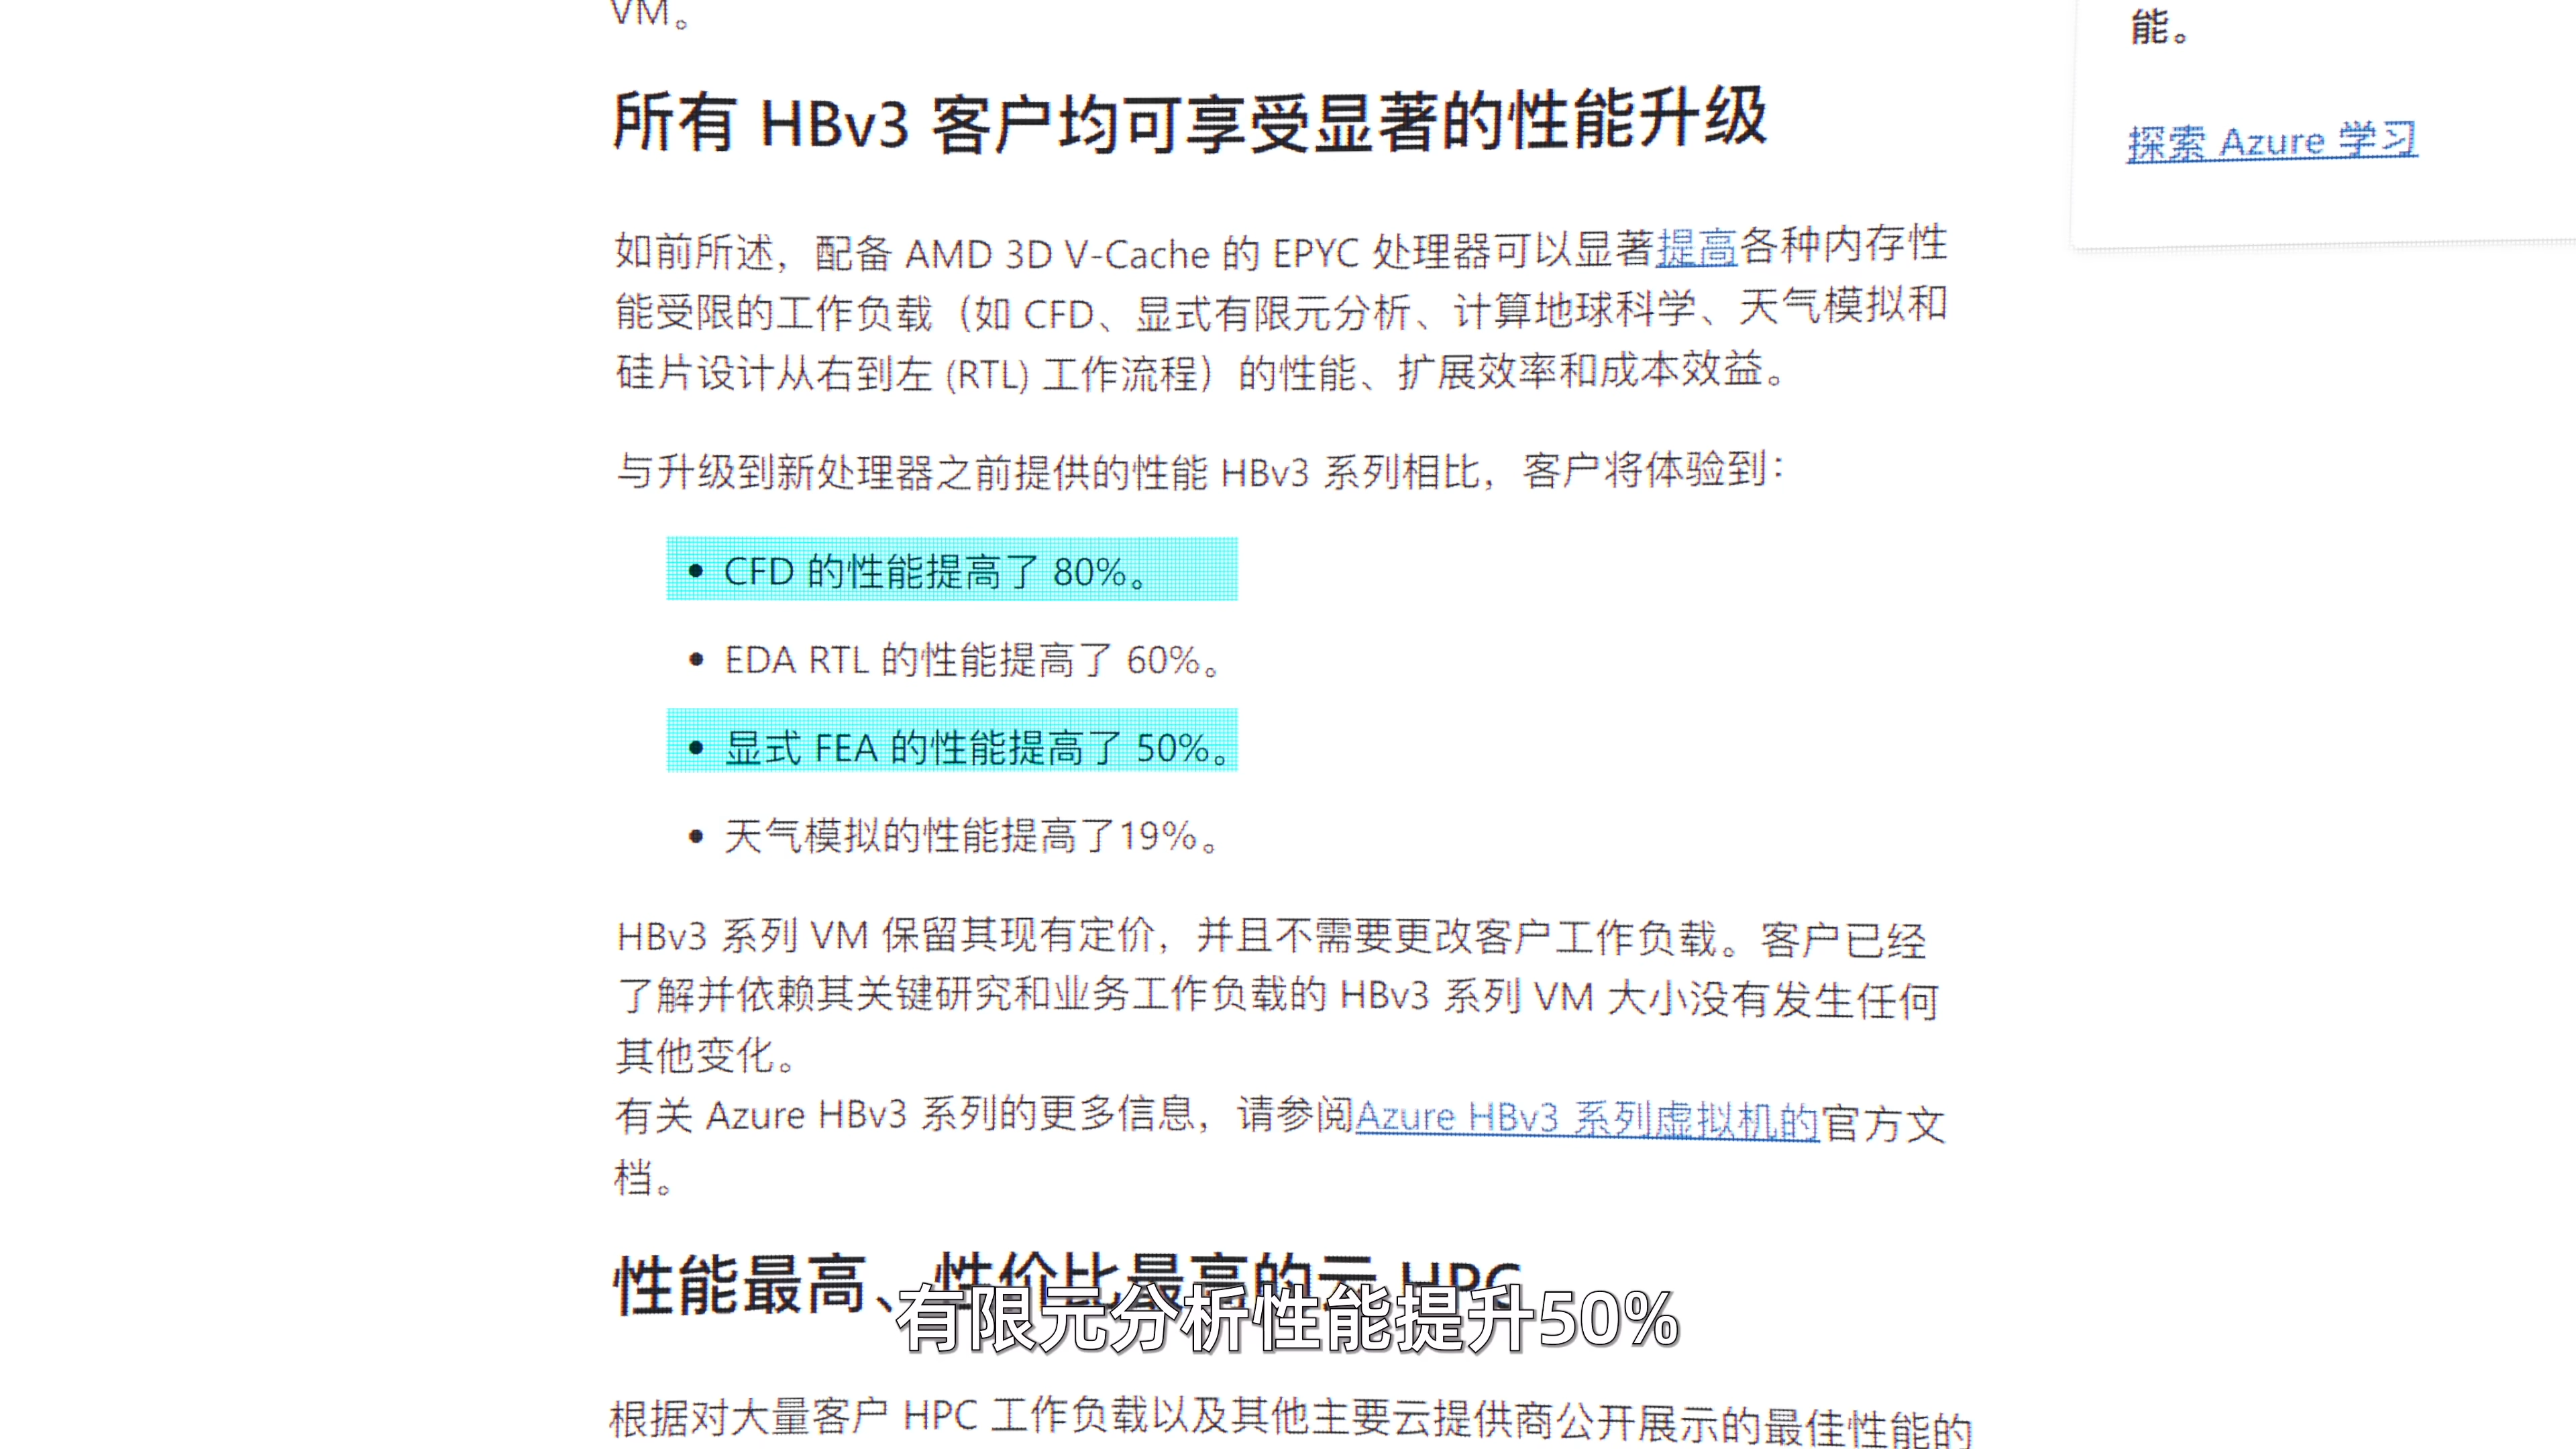 VM。
所有 HBv3 客户均可享受显著的性能升级
如前所述，配备 AMD 3D V-Cache 的 EPYC 处理器可以显著提高各种内存性
能受限的工作负载（如 CFD、显式有限元分析、计算地球科学、天气模拟和
硅片设计从右到左 (RTL) 工作流程）的性能、扩展效率和成本效益。
与升级到新处理器之前提供的性能 HBv3 系列相比，客户将体验到：
• CFD 的性能提高了 80%。
• EDA RTL 的性能提高了 60%。
• 显式 FEA 的性能提高了 50%。
• 天气模拟的性能提高了19%。
HBv3 系列 VM 保留其现有定价，并且不需要更改客户工作负载。客户已经
了解并依赖其关键研究和业务工作负载的 HBv3 系列 VM 大小没有发生任何
其他变化。
有关 Azure HBv3 系列的更多信息，请参阅Azure HBv3 系列虚拟机的官方文
档。
性能最高、性价比最高的云 HPC
根据对大量客户 HPC 工作负载以及其他主要云提供商公开展示的最佳性能的
能。
探索 Azure 学习
有限元分析性能提升50%